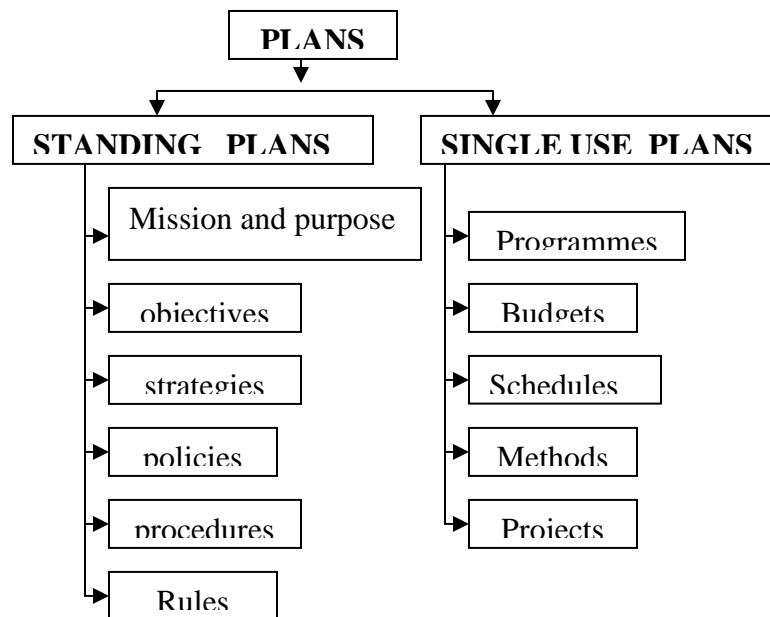 PLANS
STANDING PLANS
SINGLE USE PLANS
Mission and purpose
objectives
strategies
policies
procedures
Rules
Programmes
Budgets
Schedules
Methods
Projects